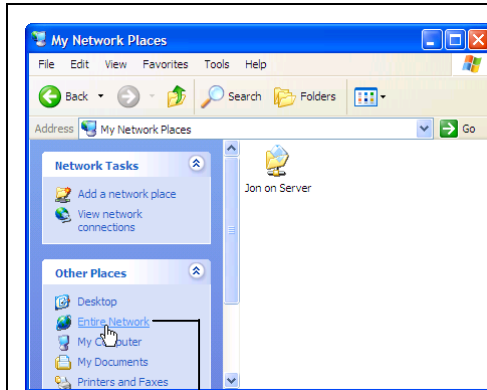 My Network Places
File Edit View Favorites Tools Help
Back Search Folders
Address My Network Places Go
Network Tasks
Add a network place
View network
connections
Jon on Server
Other Places
Desktop
Entire Network
My Computer
My Documents
Printers and Faxes